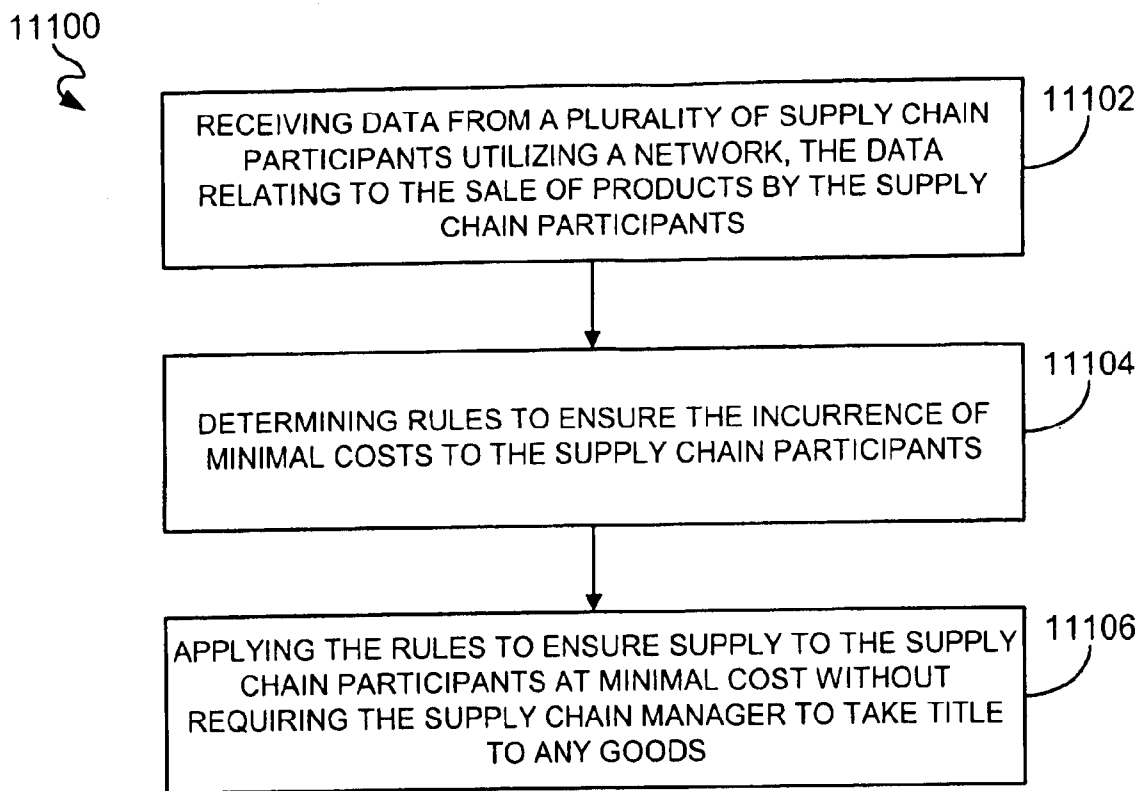 11100
RECEIVING DATA FROM A PLURALITY OF SUPPLY CHAIN
PARTICIPANTS UTILIZING A NETWORK, THE DATA
RELATING TO THE SALE OF PRODUCTS BY THE SUPPLY
CHAIN PARTICIPANTS
11102
DETERMINING RULES TO ENSURE THE INCURRENCE OF
MINIMAL COSTS TO THE SUPPLY CHAIN PARTICIPANTS
11104
APPLYING THE RULES TO ENSURE SUPPLY TO THE SUPPLY
CHAIN PARTICIPANTS AT MINIMAL COST WITHOUT
REQUIRING THE SUPPLY CHAIN MANAGER TO TAKE TITLE
TO ANY GOODS
11106